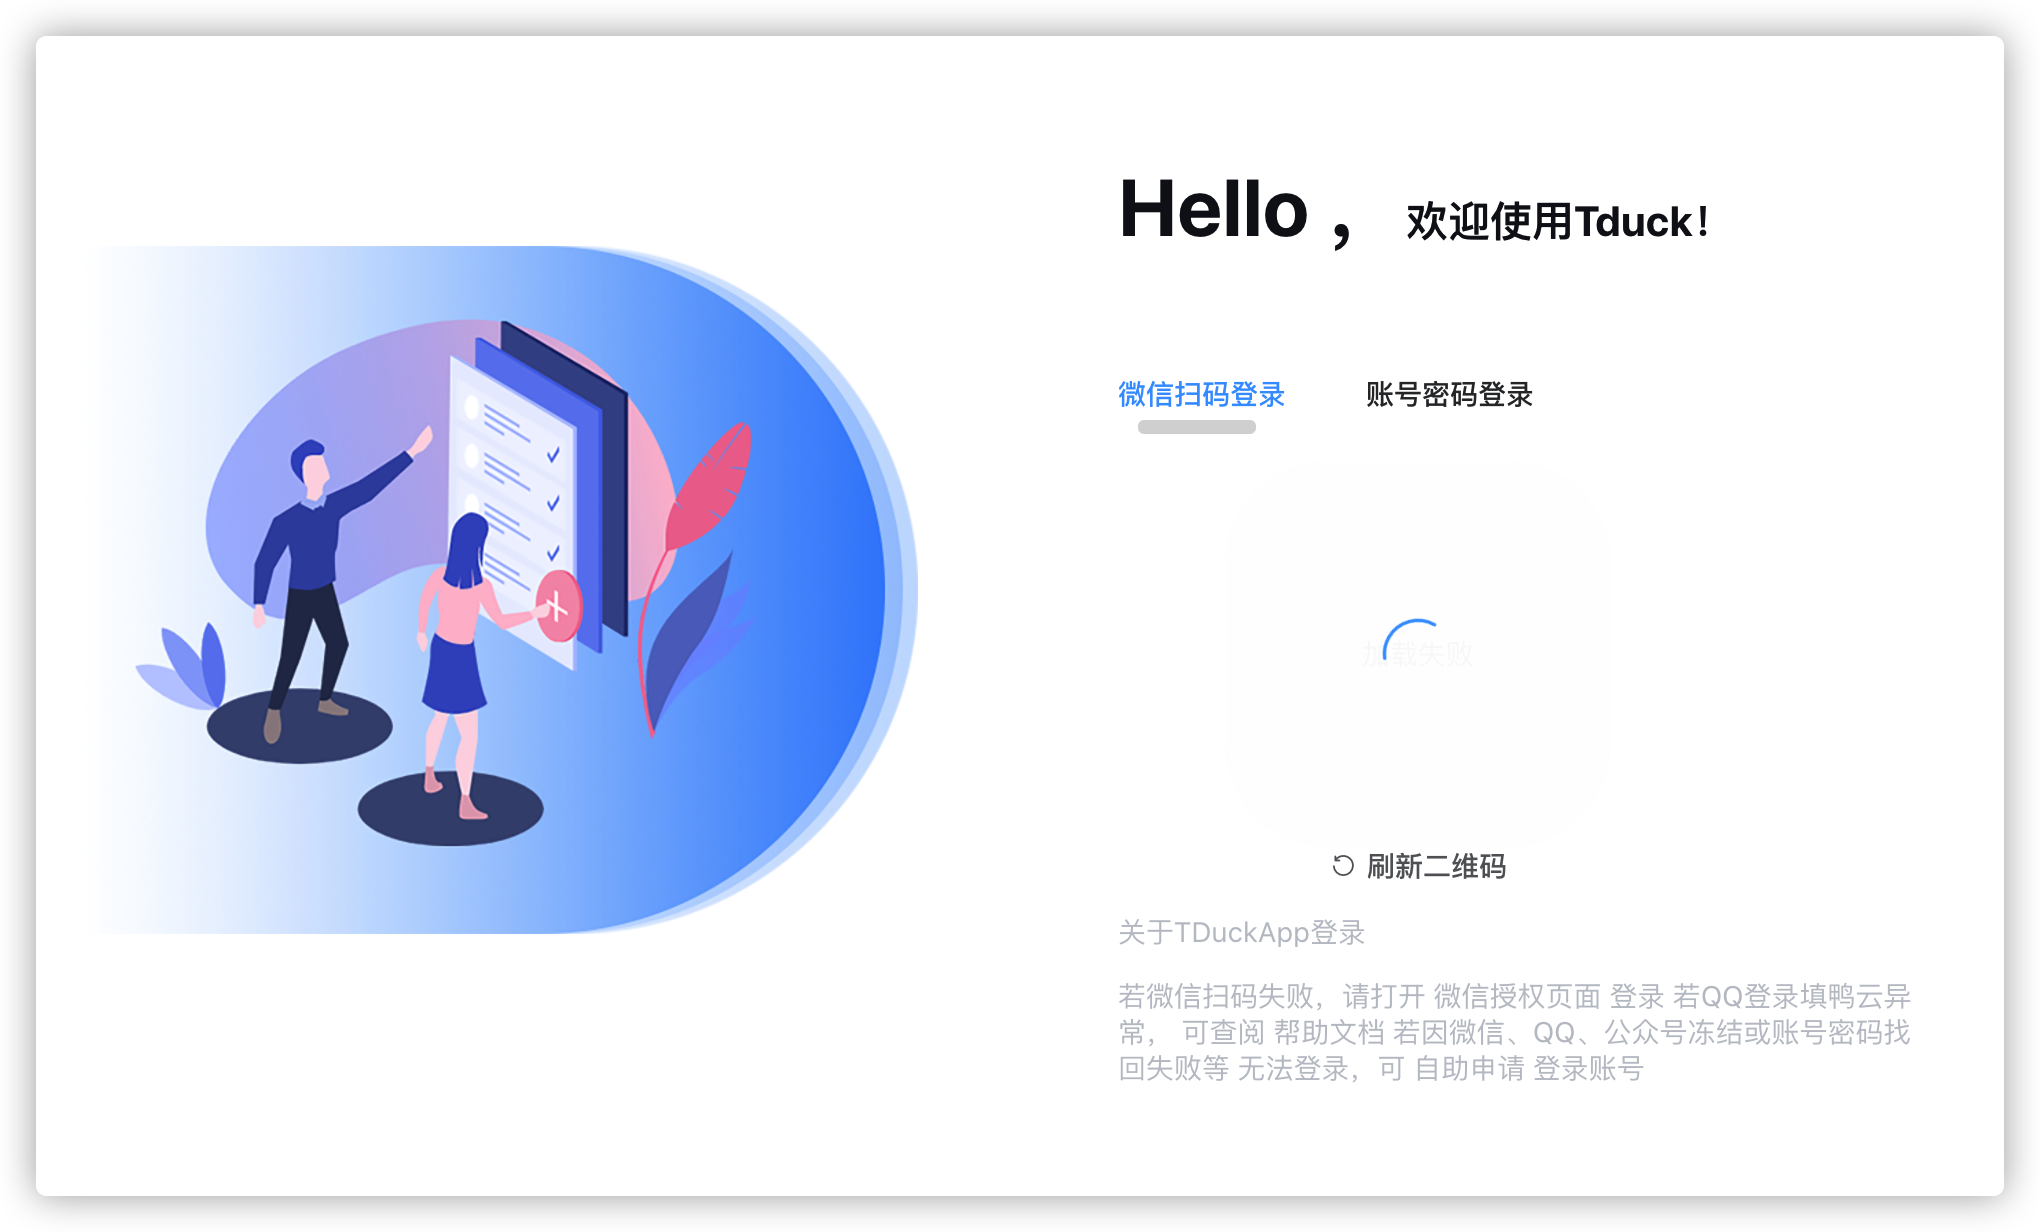 Hello ， 欢迎使用Tduck！
微信扫码登录 账号密码登录
加载失败
刷新二维码
关于TDuckApp登录
若微信扫码失败，请打开 微信授权页面 登录 若QQ登录填鸭云异
常， 可查阅 帮助文档 若因微信、QQ、公众号冻结或账号密码找
回失败等 无法登录，可 自助申请 登录账号